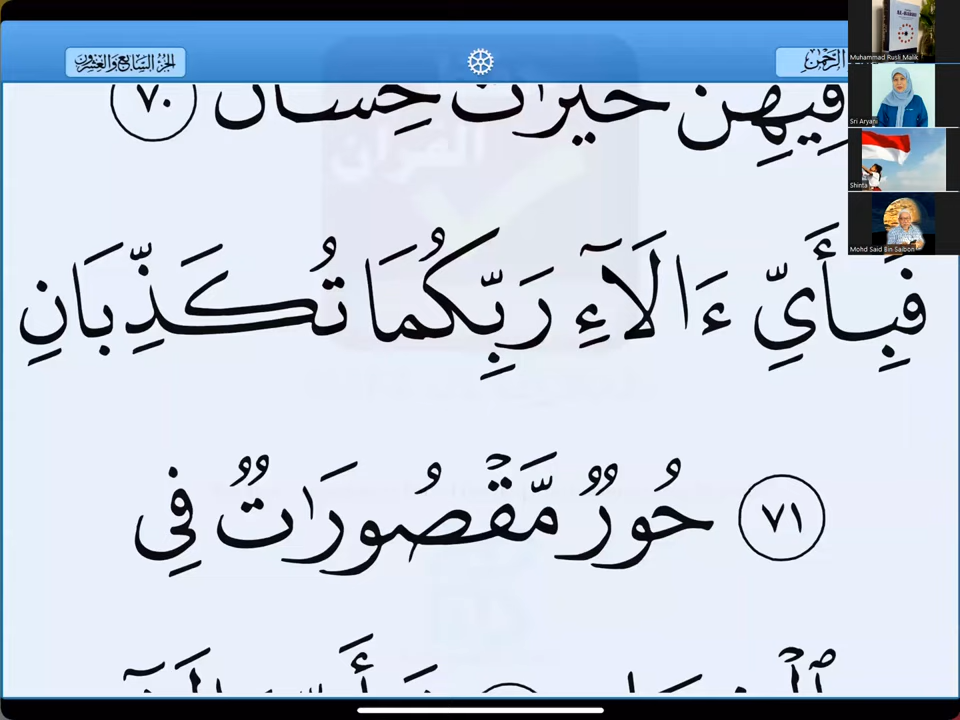 الجزء السابع والعشرون
الرحمن
فِيهِنَّ خَيْرَٰتٌ حِسَانٌ ٧٠
فَبِأَيِّ ءَالَآءِ رَبِّكُمَا تُكَذِّبَانِ
٧١ حُورٌ مَّقْصُورَٰتٌ فِى
Muhammad Rusli Malik
Sri Aryani
Shinta
Mohd Said Bin Saibon